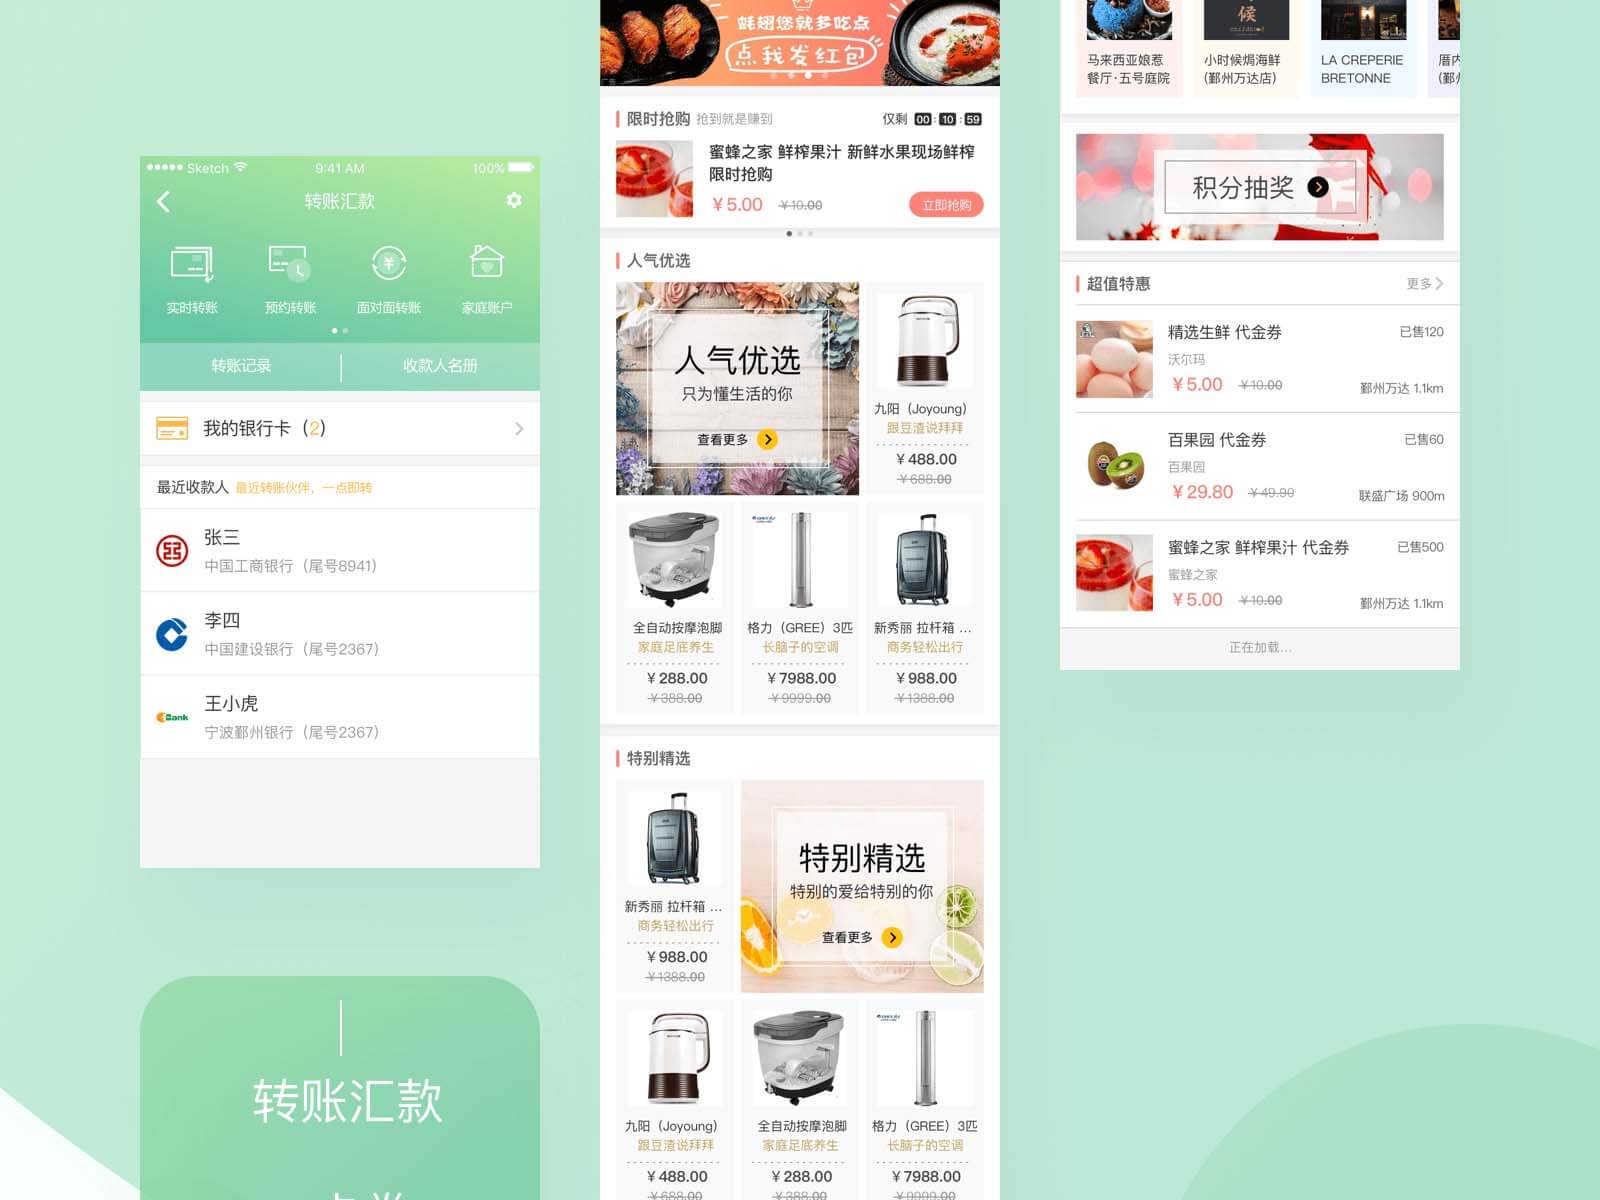 Sketch 9:41 AM 100%
转账汇款
实时转账 预约转账 面对面转账 家庭账户
转账记录 收款人名册
我的银行卡（2）
最近收款人 最近转账伙伴，一点即转
张三
中国工商银行（尾号8941）
李四
中国建设银行（尾号2367）
Bank
王小虎
宁波鄞州银行（尾号2367）
转账汇款
蚝翅您就多吃点
点我发红包
限时抢购 抢到就是赚到 仅剩 00:10:59
蜜蜂之家 鲜榨果汁 新鲜水果现场鲜榨
限时抢购
￥5.00 ￥10.00 立即抢购
人气优选
人气优选
只为懂生活的你
查看更多
九阳（Joyoung）
跟豆渣说拜拜
￥488.00
￥688.00
全自动按摩泡脚
家庭足底养生
￥288.00
￥388.00
格力（GREE）3匹
长脑子的空调
￥7988.00
￥9999.00
新秀丽 拉杆箱 ...
商务轻松出行
￥988.00
￥1388.00
特别精选
新秀丽 拉杆箱 ...
商务轻松出行
￥988.00
￥1388.00
特别精选
特别的爱给特别的你
查看更多
九阳（Joyoung）
跟豆渣说拜拜
￥488.00
￥688.00
全自动按摩泡脚
家庭足底养生
￥288.00
￥388.00
格力（GREE）3匹
长脑子的空调
￥7988.00
￥9999.00
候
马来西亚娘惹
餐厅·五号庭院
小时候焗海鲜
(鄞州万达店)
LA CREPERIE
BRETONNE
积分抽奖
超值特惠 更多
精选生鲜 代金券 已售120
沃尔玛
￥5.00 ￥10.00 鄞州万达 1.1km
百果园 代金券 已售60
百果园
￥29.80 ￥49.90 联盛广场 900m
蜜蜂之家 鲜榨果汁 代金券 已售500
蜜蜂之家
￥5.00 ￥10.00 鄞州万达 1.1km
正在加载...